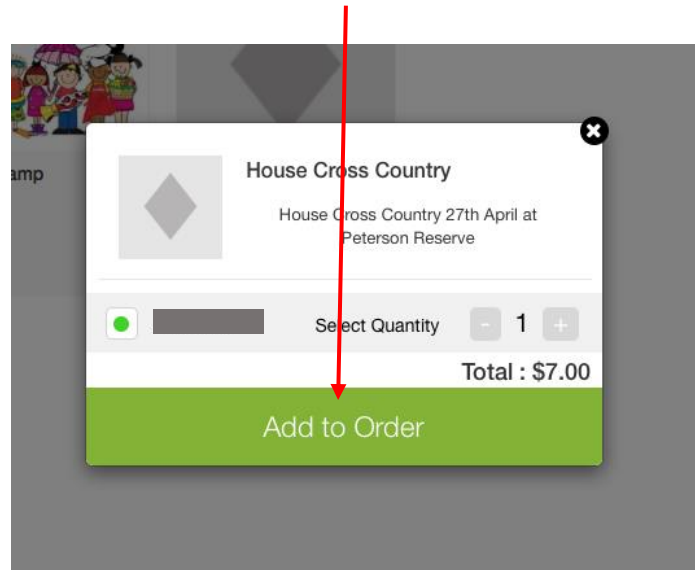 amp
House Cross Country
House Cross Country 27th April at
Peterson Reserve
Select Quantity - 1 +
Total : $7.00
Add to Order